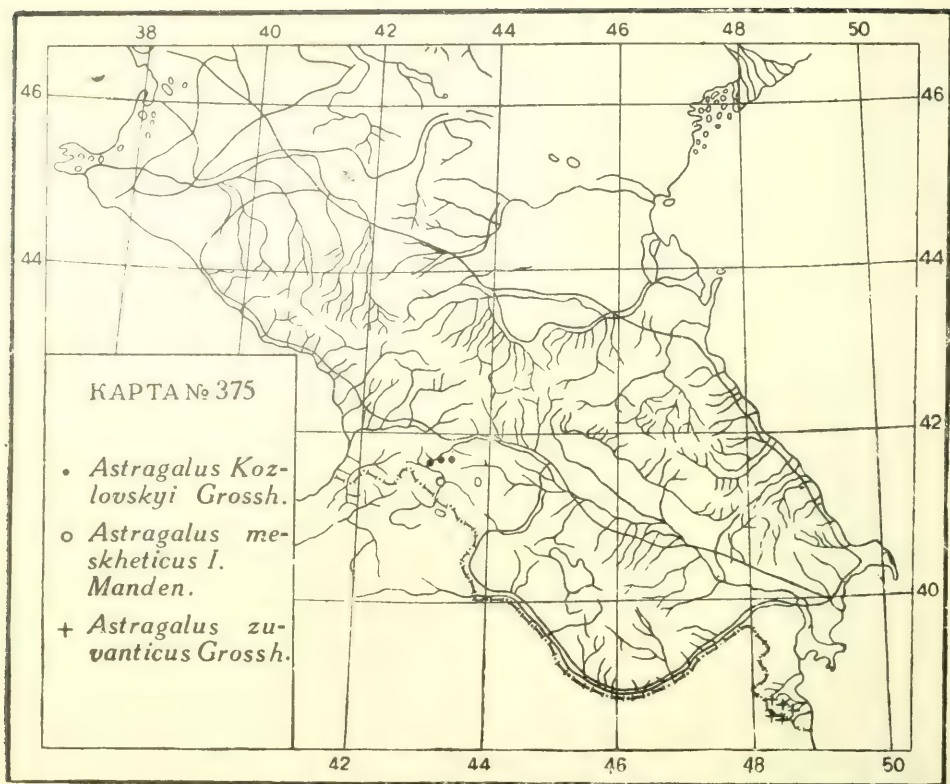 38 40 42 44 46 48 50
46 46
44 44
КАРТА № 375
• Astragalus Koz-
lovskyi Grossh.
○ Astragalus me-
skheticus I.
Manden.
+ Astragalus zu-
vanticus Grossh.
42
40
42 44 46 48 50